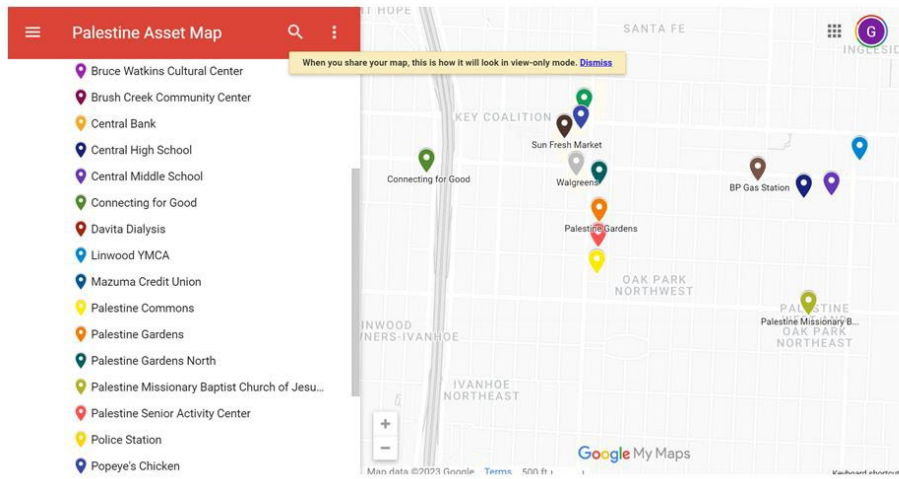 Palestine Asset Map
Bruce Watkins Cultural Center
Brush Creek Community Center
Central Bank
Central High School
Central Middle School
Connecting for Good
Davita Dialysis
Linwood YMCA
Mazuma Credit Union
Palestine Commons
Palestine Gardens
Palestine Gardens North
Palestine Missionary Baptist Church of Jesu...
Palestine Senior Activity Center
Police Station
Popeye's Chicken
HOPE
SANTA FE
G
INGLESID
When you share your map, this is how it will look in view-only mode. Dismiss
KEY COALITION
Sun Fresh Market
Connecting for Good
Walgreens
BP Gas Station
Palestine Gardens
OAK PARK
NORTHWEST
PALESTINE
Palestine Missionary B...
OAK PARK
NORTHEAST
INWOOD
NERS-IVANHOE
IVANHOE
NORTHEAST
+
−
Google My Maps
Map data ©2023 Google
Terms
500 ft
Keyboard shortcut